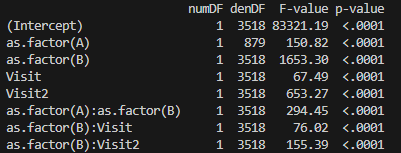 numDF denDF F-value p-value
(Intercept) 1 3518 83321.19 <.0001
as.factor(A) 1 879 150.82 <.0001
as.factor(B) 1 3518 1653.30 <.0001
Visit 1 3518 67.49 <.0001
Visit2 1 3518 653.27 <.0001
as.factor(A):as.factor(B) 1 3518 294.45 <.0001
as.factor(B):Visit 1 3518 76.02 <.0001
as.factor(B):Visit2 1 3518 155.39 <.0001